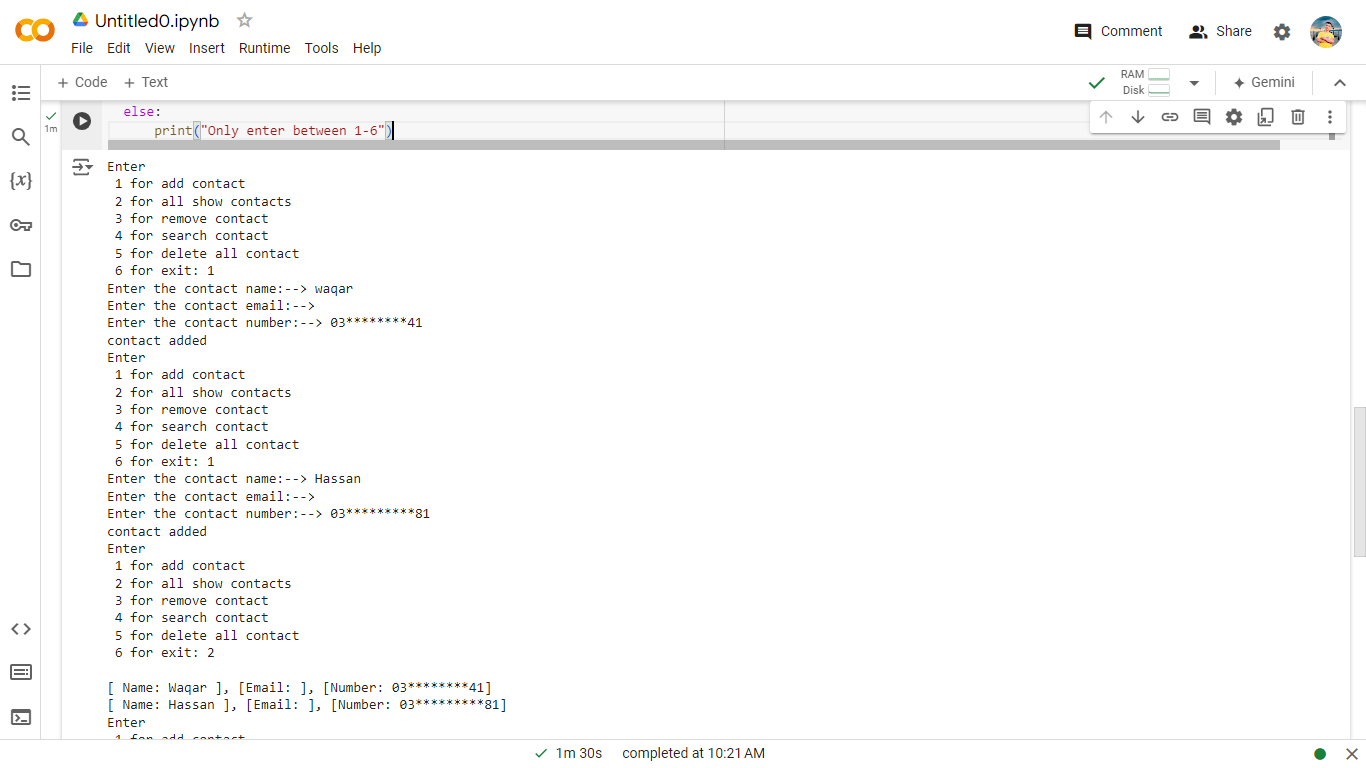 Untitled0.ipynb
File Edit View Insert Runtime Tools Help
Comment Share
+ Code + Text
RAM
Disk
Gemini
1m
else:
print("Only enter between 1-6")
Enter
1 for add contact
2 for all show contacts
3 for remove contact
4 for search contact
5 for delete all contact
6 for exit: 1
Enter the contact name:--> waqar
Enter the contact email:-->
Enter the contact number:--> 03********41
contact added
Enter
1 for add contact
2 for all show contacts
3 for remove contact
4 for search contact
5 for delete all contact
6 for exit: 1
Enter the contact name:--> Hassan
Enter the contact email:-->
Enter the contact number:--> 03*********81
contact added
Enter
1 for add contact
2 for all show contacts
3 for remove contact
4 for search contact
5 for delete all contact
6 for exit: 2
[ Name: Waqar ], [Email: ], [Number: 03********41]
[ Name: Hassan ], [Email: ], [Number: 03*********81]
Enter
1 for add contact
1m 30s completed at 10:21 AM